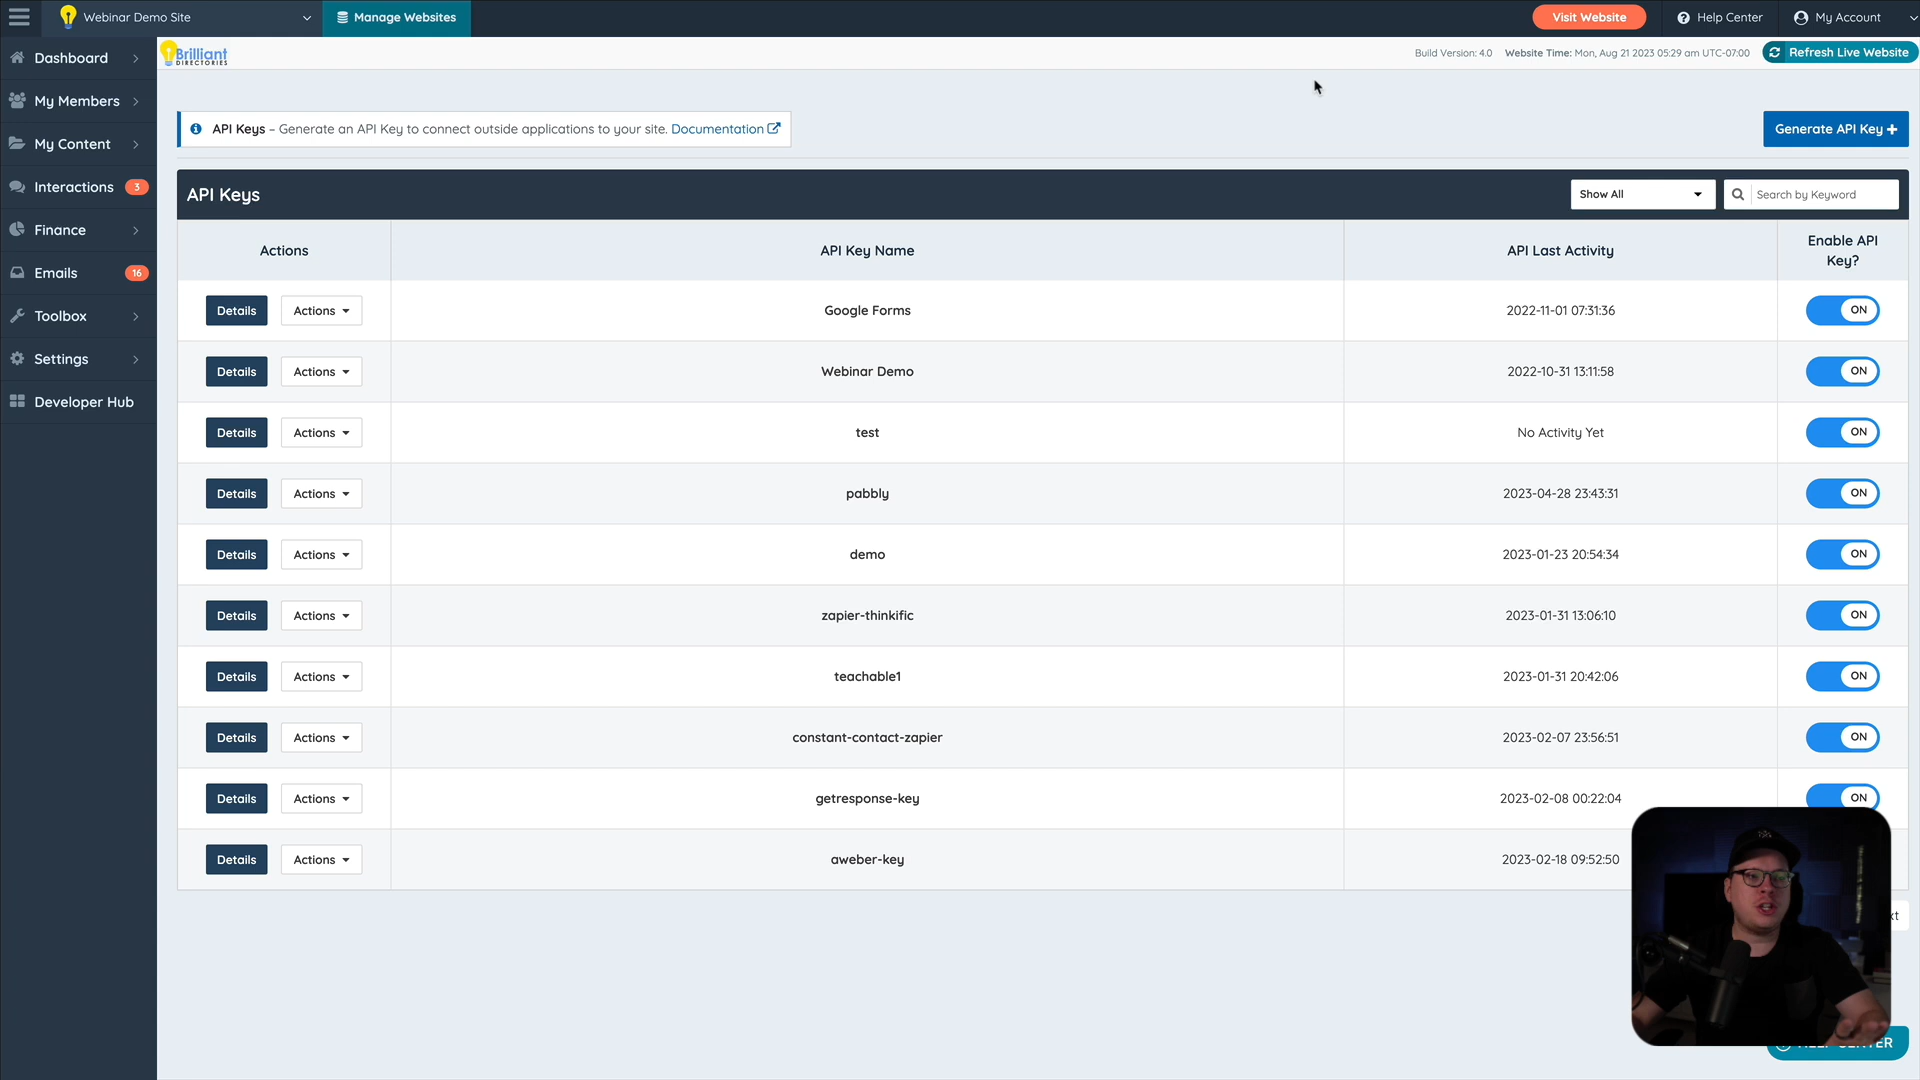 Webinar Demo Site
Manage Websites
Visit Website
Help Center
My Account
Brilliant
DIRECTORIES
Build Version: 4.0
Website Time: Mon, Aug 21 2023 05:29 am UTC-07:00
Refresh Live Website
Dashboard
My Members
My Content
Interactions 3
Finance
Emails 16
Toolbox
Settings
Developer Hub
API Keys – Generate an API Key to connect outside applications to your site. Documentation
Generate API Key +
API Keys
Show All
Search by Keyword
Actions
API Key Name
API Last Activity
Enable API
Key?
Details Actions Google Forms 2022-11-01 07:31:36 ON
Details Actions Webinar Demo 2022-10-31 13:11:58 ON
Details Actions test No Activity Yet ON
Details Actions pabbly 2023-04-28 23:43:31 ON
Details Actions demo 2023-01-23 20:54:34 ON
Details Actions zapier-thinkific 2023-01-31 13:06:10 ON
Details Actions teachable1 2023-01-31 20:42:06 ON
Details Actions constant-contact-zapier 2023-02-07 23:56:51 ON
Details Actions getresponse-key 2023-02-08 00:22:04 ON
Details Actions aweber-key 2023-02-18 09:52:50